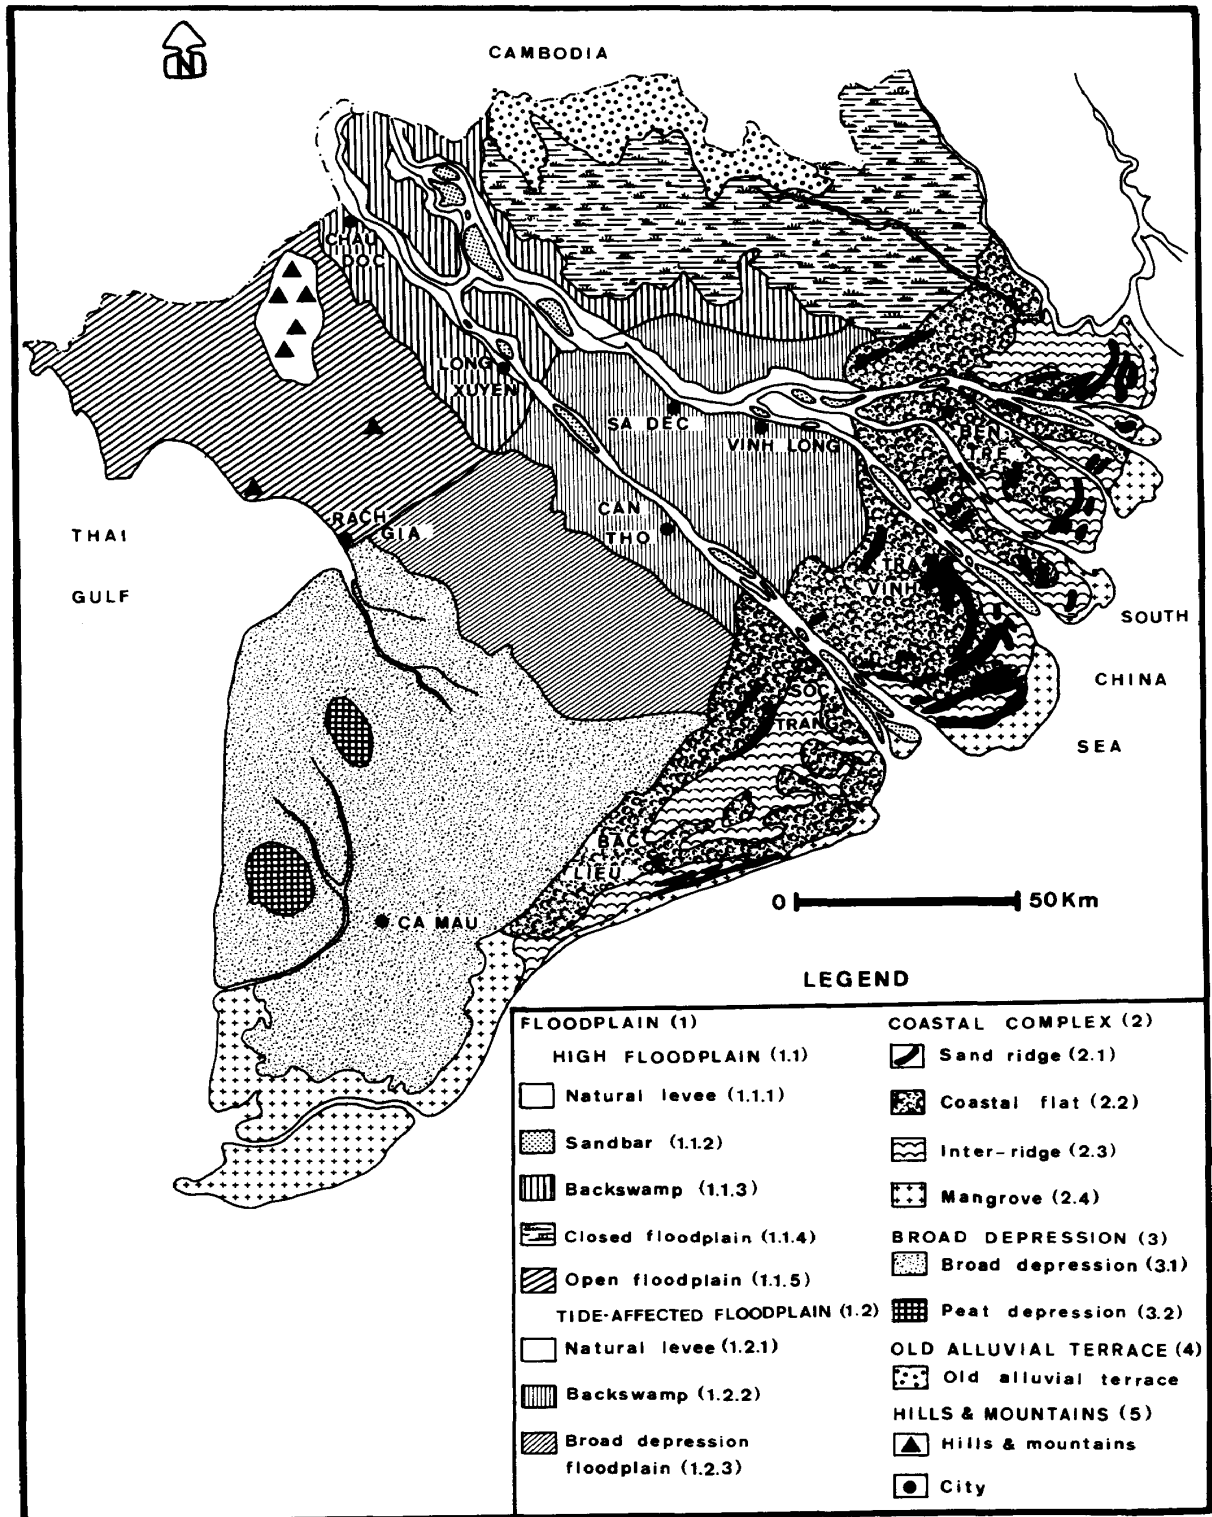 N
CAMBODIA
CHAU
DOC
LONG
XUYEN
SA DEC
VINH LONG
BEN
TRE
CAN
THO
RACH
GIA
THAI
GULF
TRA
VINH
SOUTH
CHINA
SEA
SOC
TRANG
BAC
LIEU
CA MAU
0 50 Km
LEGEND
FLOODPLAIN (1)
HIGH FLOODPLAIN (1.1)
Natural levee (1.1.1)
Sandbar (1.1.2)
Backswamp (1.1.3)
Closed floodplain (1.1.4)
Open floodplain (1.1.5)
TIDE-AFFECTED FLOODPLAIN (1.2)
Natural levee (1.2.1)
Backswamp (1.2.2)
Broad depression
floodplain (1.2.3)
COASTAL COMPLEX (2)
Sand ridge (2.1)
Coastal flat (2.2)
Inter-ridge (2.3)
Mangrove (2.4)
BROAD DEPRESSION (3)
Broad depression (3.1)
Peat depression (3.2)
OLD ALLUVIAL TERRACE (4)
Old alluvial terrace
HILLS & MOUNTAINS (5)
Hills & mountains
City